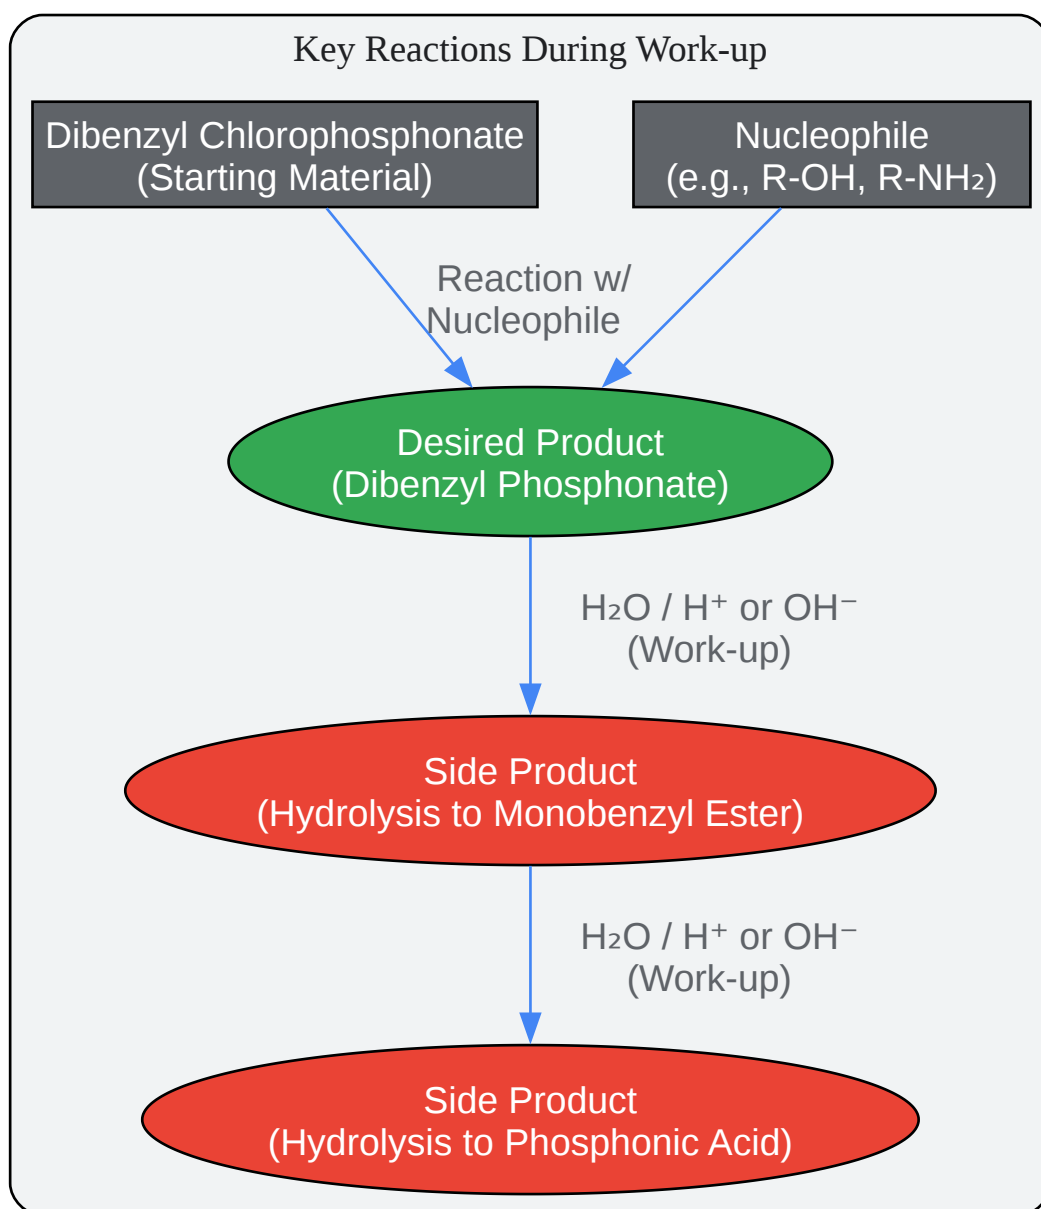 Key Reactions During Work-up
Dibenzyl Chlorophosphonate
(Starting Material)
Nucleophile
(e.g., R-OH, R-NH₂)
Reaction w/
Nucleophile
Desired Product
(Dibenzyl Phosphonate)
H₂O / H⁺ or OH⁻
(Work-up)
Side Product
(Hydrolysis to Monobenzyl Ester)
H₂O / H⁺ or OH⁻
(Work-up)
Side Product
(Hydrolysis to Phosphonic Acid)